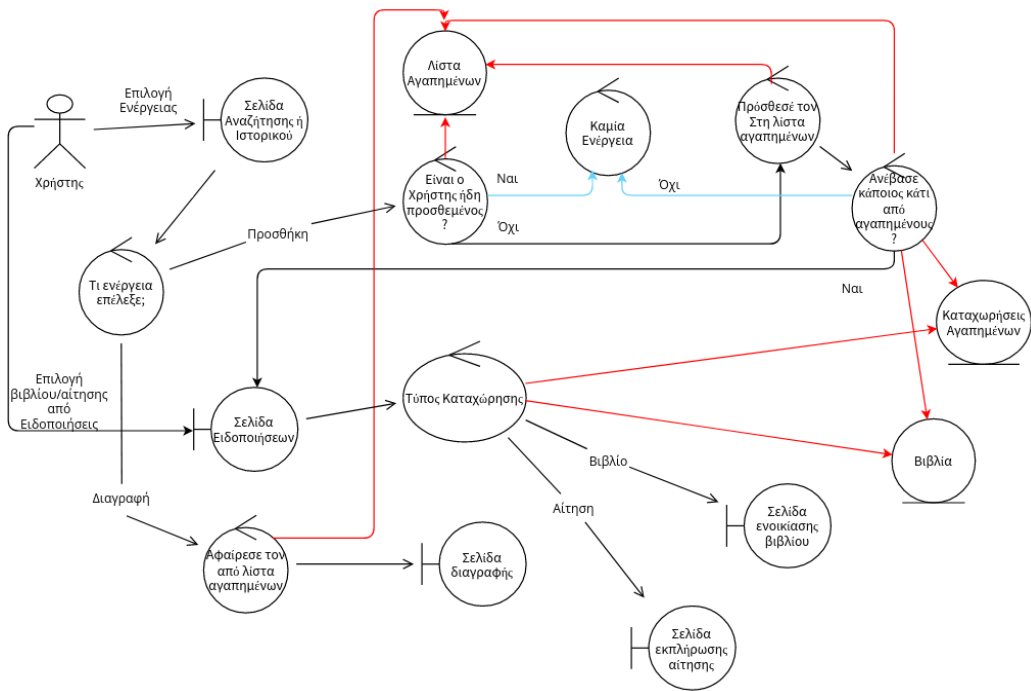 Λίστα
Αγαπημένων
Επιλογή
Ενέργειας
Σελίδα
Αναζήτησης ή
Ιστορικού
Χρήστης
Καμία
Ενέργεια
Πρόσθεσέ τον
Στη λίστα
αγαπημένων
Είναι ο
Χρήστης ήδη
προσθεμένος
?
Ναι
Όχι
Όχι
Ανέβασε
κάποιος κάτι
από
αγαπημένους
?
Προσθήκη
Τι ενέργεια
επέλεξε;
Ναι
Καταχωρήσεις
Αγαπημένων
Επιλογή
βιβλίου/αίτησης
από
Ειδοποιήσεις
Σελίδα
Ειδοποιήσεων
Τύπος Καταχώρησης
Βιβλίο
Βιβλία
Διαγραφή
Αίτηση
Σελίδα
ενοικίασης
βιβλίου
Αφαίρεσε τον
από λίστα
αγαπημένων
Σελίδα
διαγραφής
Σελίδα
εκπλήρωσης
αίτησης